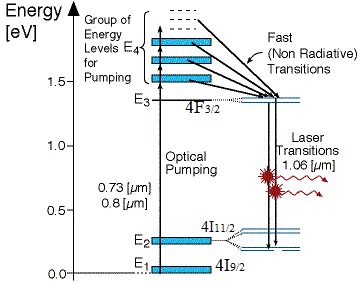 Energy
[eV]
Group of
Energy
Levels
for
Pumping
E4
Fast
(Non Radiative)
Transitions
1.5
E3
4F3/2
Laser
Transitions
1.06 [µm]
1.0
Optical
Pumping
0.73 [µm]
0.8 [µm]
0.5
E2
4I11/2
E1
4I9/2
0.0